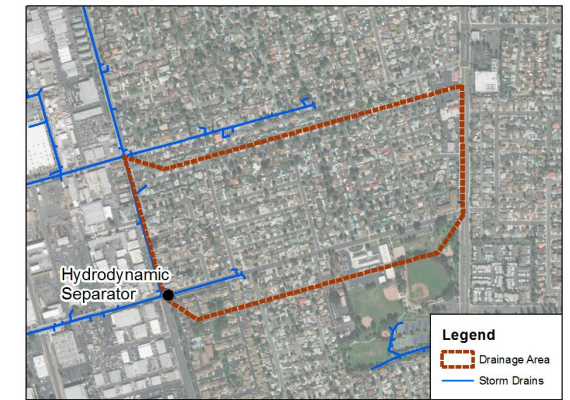 Hydrodynamic
Separator
Legend
Drainage Area
Storm Drains